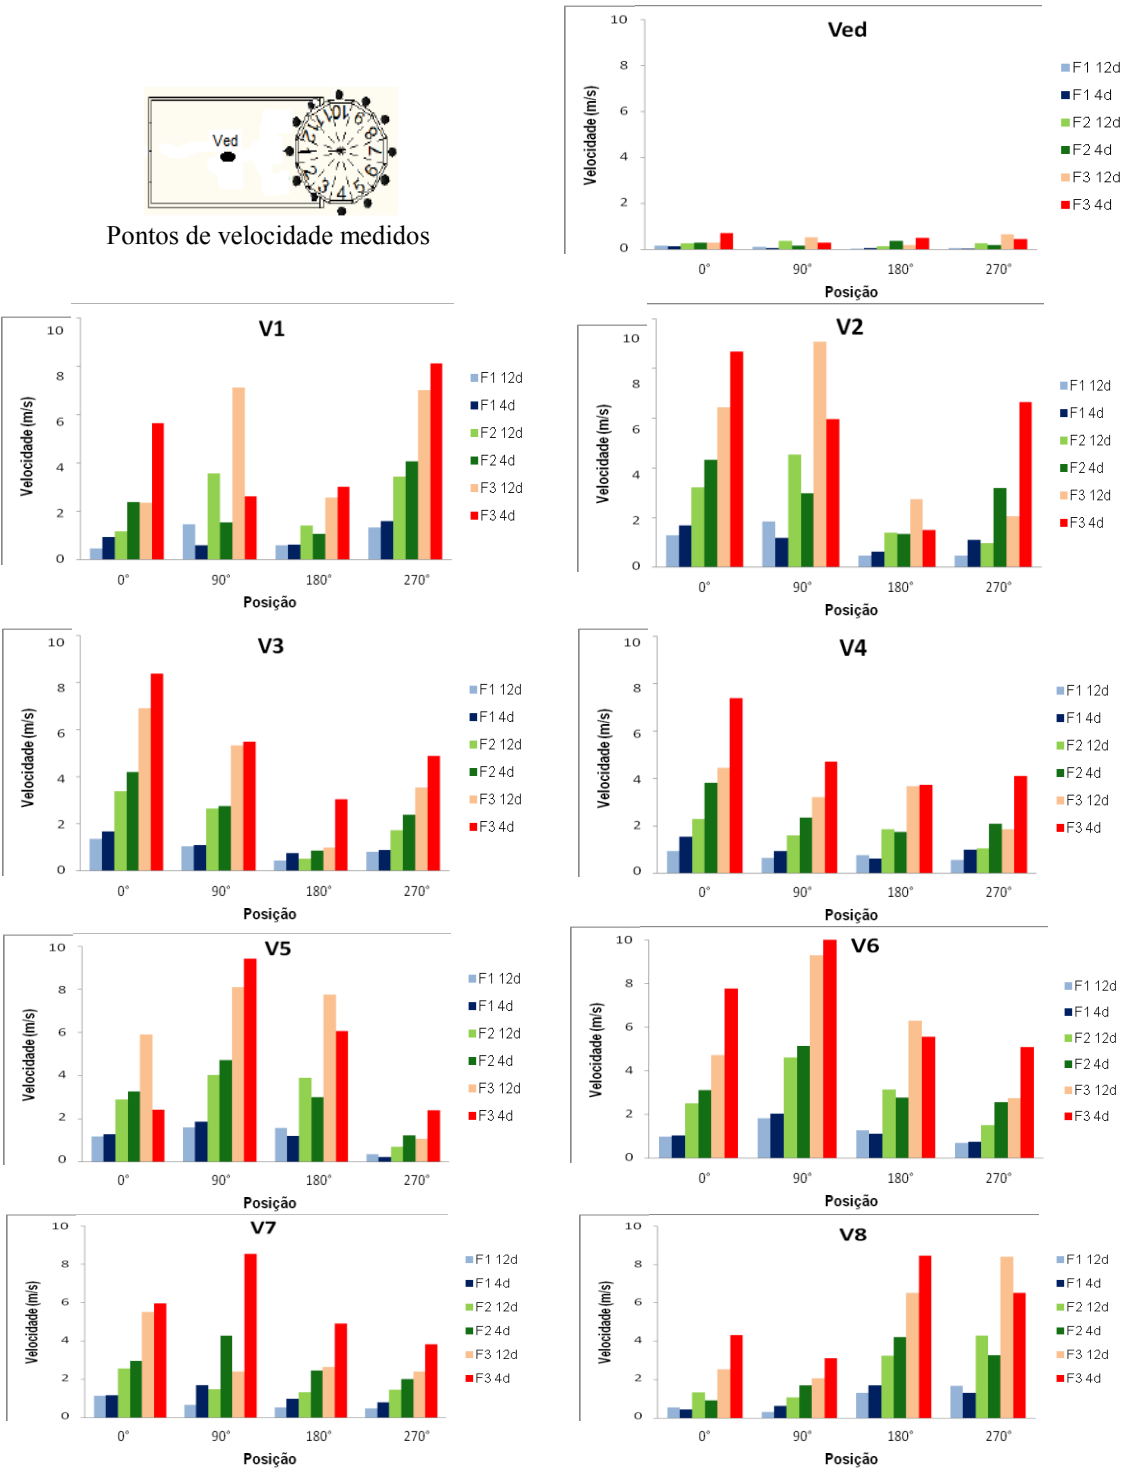 Ved
1
2
3
4
5
6
7
8
9
10
11
12
Pontos de velocidade medidos
Ved
Velocidade (m/s)
10
8
6
4
2
0
0° 90° 180° 270°
Posição
F1 12d
F1 4d
F2 12d
F2 4d
F3 12d
F3 4d
V1
Velocidade (m/s)
10
8
6
4
2
0
0° 90° 180° 270°
Posição
F1 12d
F1 4d
F2 12d
F2 4d
F3 12d
F3 4d
V2
Velocidade (m/s)
10
8
6
4
2
0
0° 90° 180° 270°
Posição
F1 12d
F1 4d
F2 12d
F2 4d
F3 12d
F3 4d
V3
Velocidade (m/s)
10
8
6
4
2
0
0° 90° 180° 270°
Posição
F1 12d
F1 4d
F2 12d
F2 4d
F3 12d
F3 4d
V4
Velocidade (m/s)
10
8
6
4
2
0
0° 90° 180° 270°
Posição
F1 12d
F1 4d
F2 12d
F2 4d
F3 12d
F3 4d
V5
Velocidade (m/s)
10
8
6
4
2
0
0° 90° 180° 270°
Posição
F1 12d
F1 4d
F2 12d
F2 4d
F3 12d
F3 4d
V6
Velocidade (m/s)
10
8
6
4
2
0
0° 90° 180° 270°
Posição
F1 12d
F1 4d
F2 12d
F2 4d
F3 12d
F3 4d
V7
Velocidade (m/s)
10
8
6
4
2
0
0° 90° 180° 270°
Posição
F1 12d
F1 4d
F2 12d
F2 4d
F3 12d
F3 4d
V8
Velocidade (m/s)
10
8
6
4
2
0
0° 90° 180° 270°
Posição
F1 12d
F1 4d
F2 12d
F2 4d
F3 12d
F3 4d